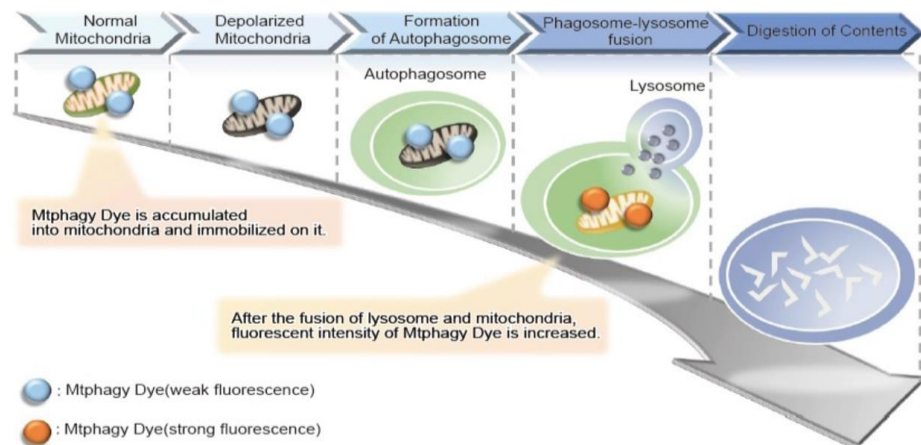 Normal
Mitochondria
Depolarized
Mitochondria
Formation
of Autophagosome
Phagosome-lysosome
fusion
Digestion of Contents
Autophagosome
Lysosome
Mtphagy Dye is accumulated
into mitochondria and immobilized on it.
After the fusion of lysosome and mitochondria,
fluorescent intensity of Mtphagy Dye is increased.
: Mtphagy Dye(weak fluorescence)
: Mtphagy Dye(strong fluorescence)